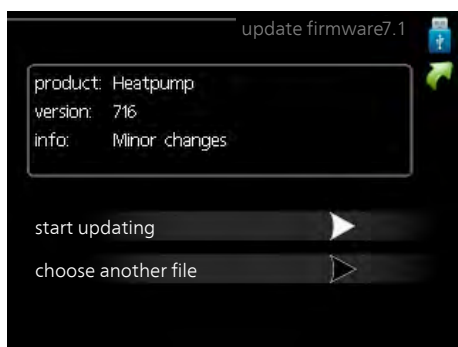 update firmware7.1
product: Heatpump
version: 716
info: Minor changes
start updating
choose another file